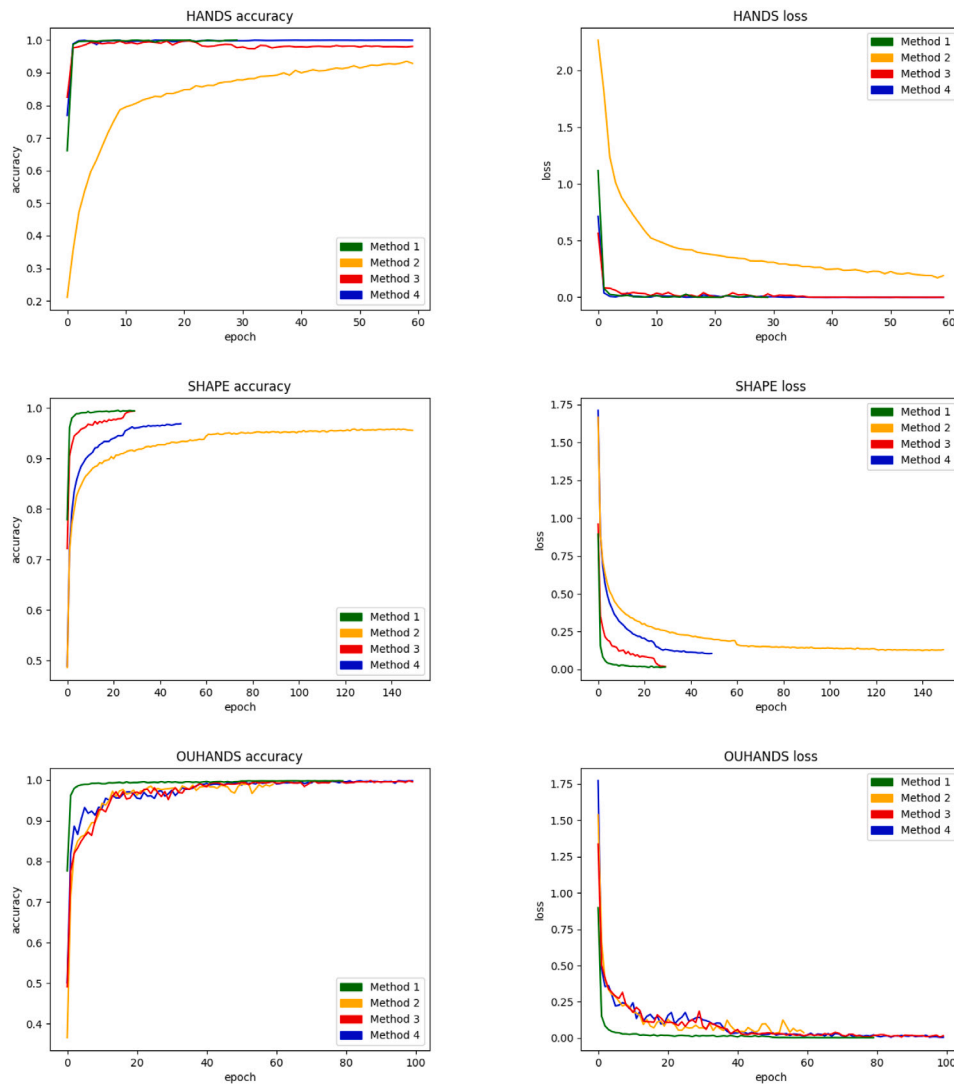 HANDS accuracy
1.0
0.9
0.8
0.7
0.6
0.5
0.4
0.3
0.2
accuracy
Method 1
Method 2
Method 3
Method 4
0 10 20 30 40 50 60
epoch
HANDS loss
2.0
1.5
1.0
0.5
0.0
loss
Method 1
Method 2
Method 3
Method 4
0 10 20 30 40 50 60
epoch
SHAPE accuracy
1.0
0.9
0.8
0.7
0.6
0.5
accuracy
Method 1
Method 2
Method 3
Method 4
0 20 40 60 80 100 120 140
epoch
SHAPE loss
1.75
1.50
1.25
1.00
0.75
0.50
0.25
0.00
loss
Method 1
Method 2
Method 3
Method 4
0 20 40 60 80 100 120 140
epoch
OUHANDS accuracy
1.0
0.9
0.8
0.7
0.6
0.5
0.4
accuracy
Method 1
Method 2
Method 3
Method 4
0 20 40 60 80 100
epoch
OUHANDS loss
1.75
1.50
1.25
1.00
0.75
0.50
0.25
0.00
loss
Method 1
Method 2
Method 3
Method 4
0 20 40 60 80 100
epoch